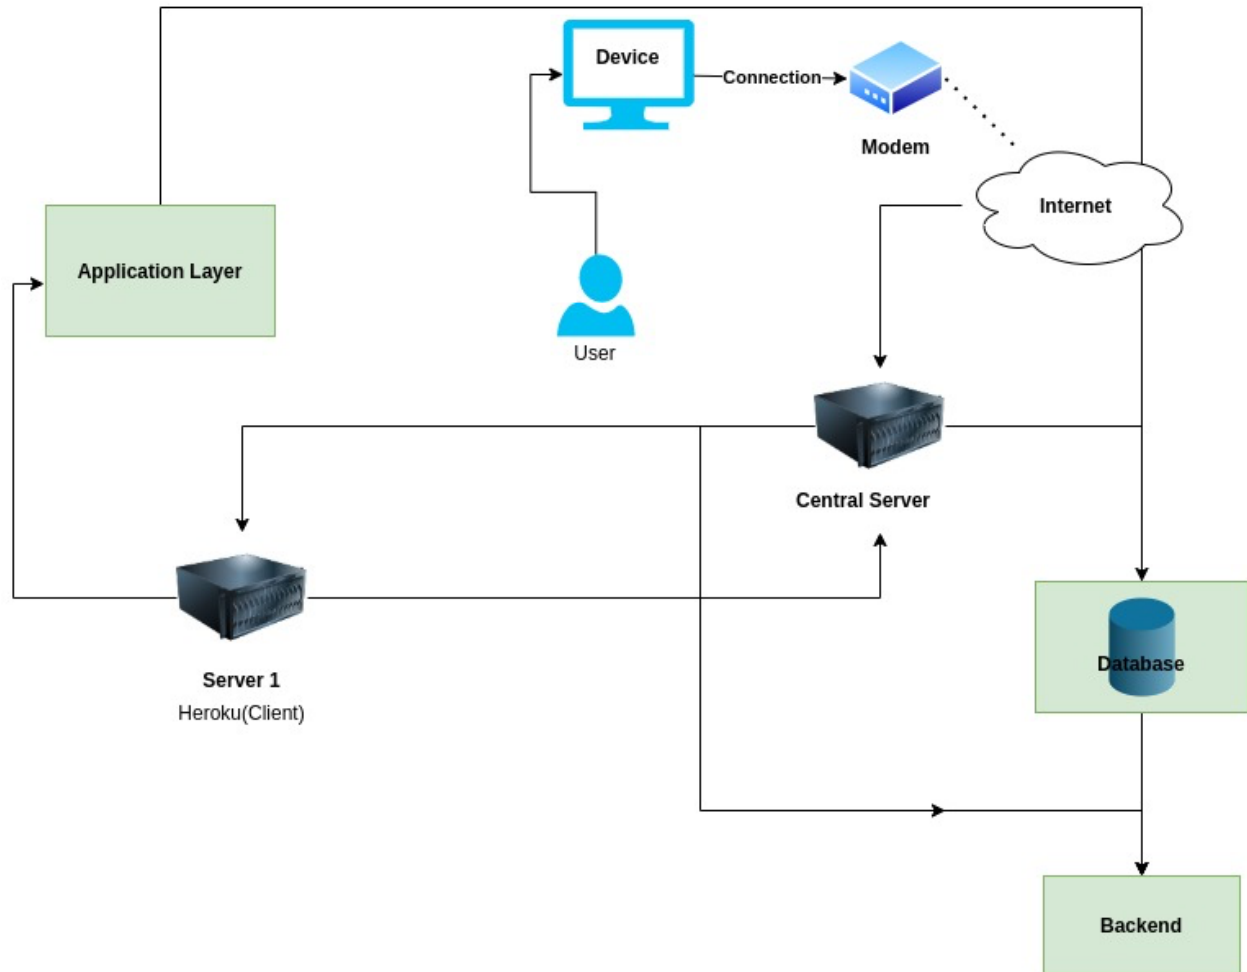 Device
Connection
Modem
Internet
Application Layer
User
Central Server
Server 1
Heroku(Client)
Database
Backend